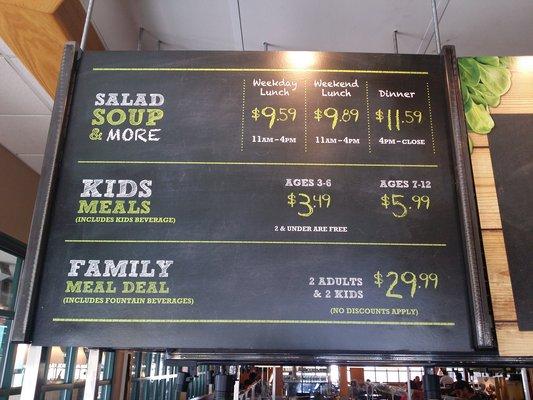 Weekday Lunch
Weekend Lunch
Dinner
SALAD
SOUP
& MORE
$9.59
$9.89
$11.59
11AM-4PM
11AM-4PM
4PM-CLOSE
KIDS
MEALS
(INCLUDES KIDS BEVERAGE)
AGES 3-6
AGES 7-12
$3.49
$5.99
2 & UNDER ARE FREE
FAMILY
MEAL DEAL
(INCLUDES FOUNTAIN BEVERAGES)
2 ADULTS
& 2 KIDS
$29.99
(NO DISCOUNTS APPLY)